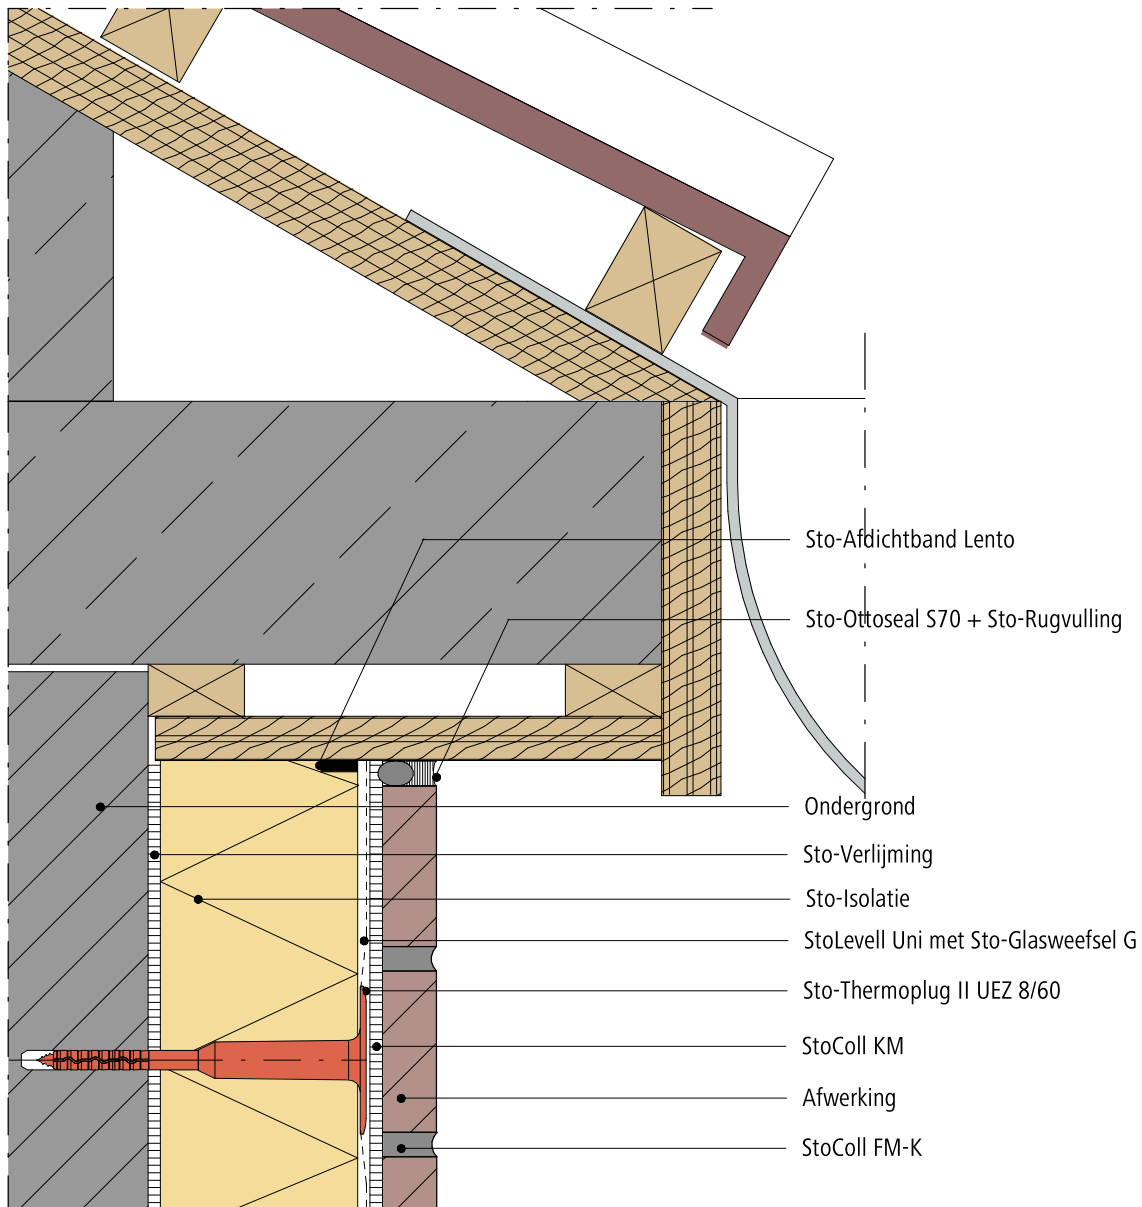 Sto-Afdichtband Lento
Sto-Ottoseal S70 + Sto-Rugvulling
Ondergrond
Sto-Verlijming
Sto-Isolatie
StoLevell Uni met Sto-Glasweefsel G
Sto-Thermoplug II UEZ 8/60
StoColl KM
Afwerking
StoColl FM-K